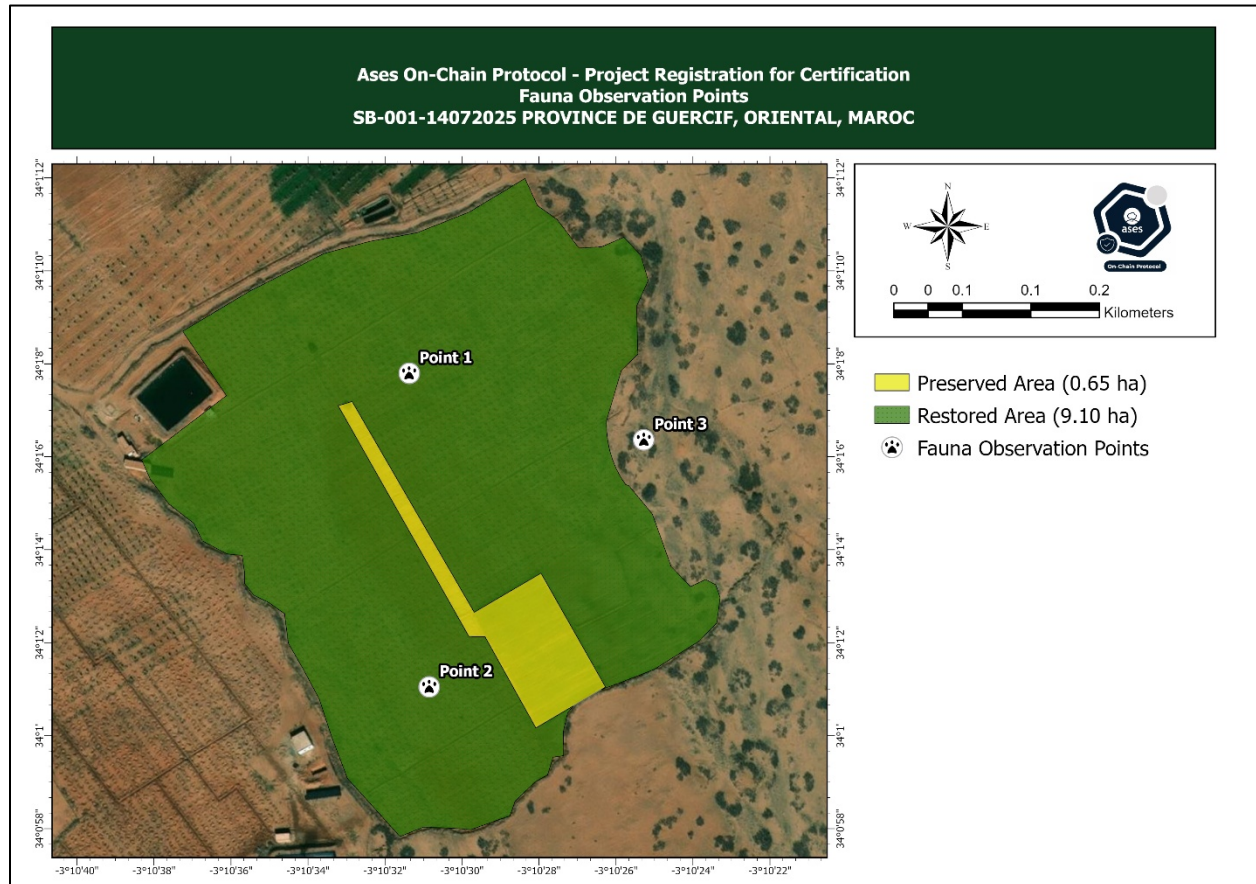 Ases On-Chain Protocol - Project Registration for Certification
Fauna Observation Points
SB-001-14072025 PROVINCE DE GUERCIF, ORIENTAL, MAROC
34°1'12"
34°1'10"
34°1'8"
34°1'6"
34°1'4"
34°1'2"
34°1'
34°0'58"
Point 1
Point 3
Point 2
34°1'12"
34°1'10"
34°1'8"
34°1'6"
34°1'4"
34°1'2"
34°1'
34°0'58"
-3°10'40" -3°10'38" -3°10'36" -3°10'34" -3°10'32" -3°10'30" -3°10'28" -3°10'26" -3°10'24" -3°10'22"
N
W E
S
ases
On-Chain Protocol
0 0 0.1 0.1 0.2
Kilometers
Preserved Area (0.65 ha)
Restored Area (9.10 ha)
Fauna Observation Points